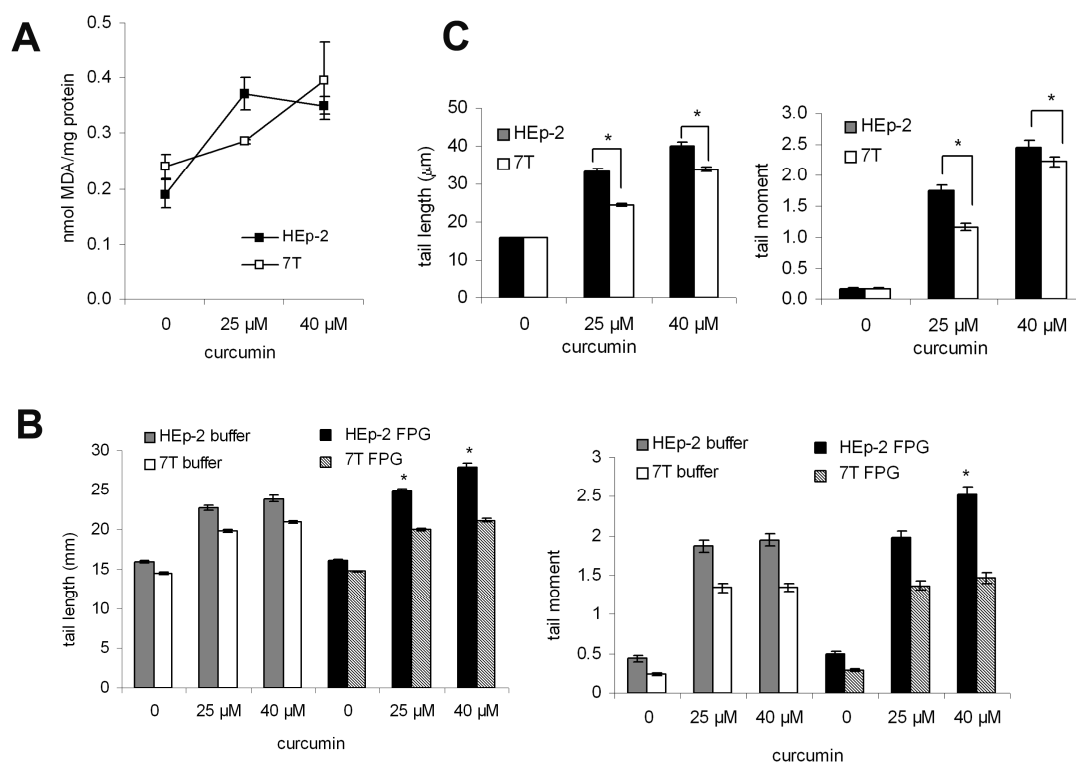 A
0.5
0.4
0.3
0.2
0.1
0.0
nmol MDA/mg protein
HEp-2
7T
0 25 µM 40 µM
curcumin
C
50
40
30
20
10
0
tail length (µm)
HEp-2
7T
*
*
0 25 µM 40 µM
curcumin
3.0
2.5
2.0
1.5
1.0
0.5
0.0
tail moment
HEp-2
7T
*
*
0 25 µM 40 µM
curcumin
B
HEp-2 buffer HEp-2 FPG
7T buffer 7T FPG
30
25
20
15
10
5
0
tail length (mm)
*
*
0 25 µM 40 µM 0 25 µM 40 µM
curcumin
HEp-2 buffer HEp-2 FPG
7T buffer 7T FPG
3
2.5
2
1.5
1
0.5
0
tail moment
*
0 25 µM 40 µM 0 25 µM 40 µM
curcumin